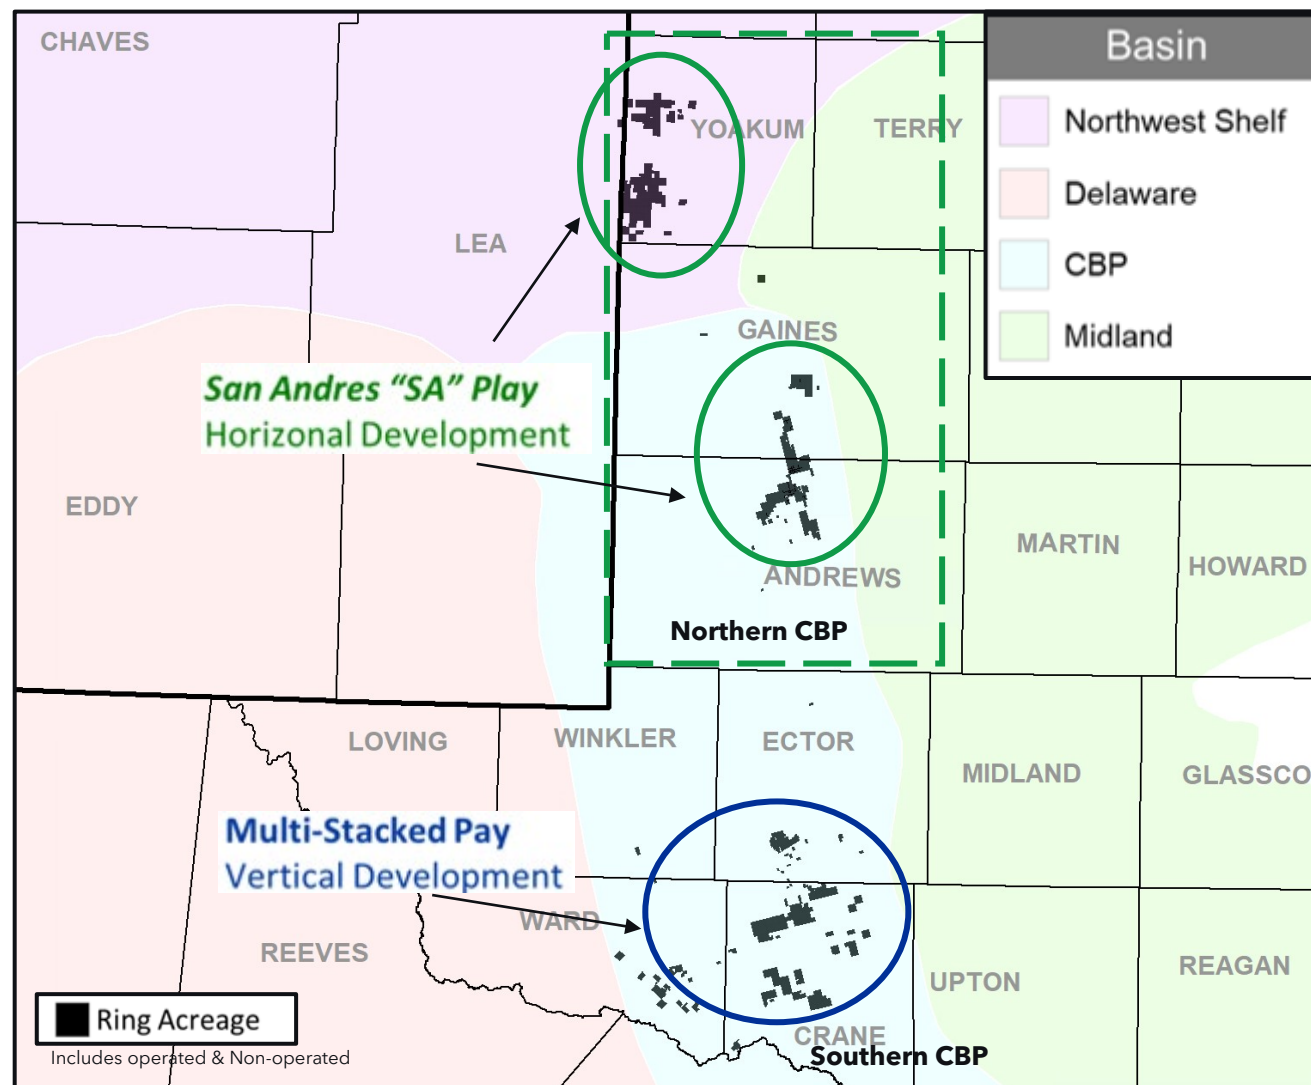 CHAVES
Basin
Northwest Shelf
Delaware
CBP
Midland
YOAKUM
TERRY
LEA
GAINES
San Andres “SA” Play
Horizonal Development
EDDY
MARTIN
HOWARD
ANDREWS
Northern CBP
LOVING
WINKLER
ECTOR
MIDLAND
GLASSCO
Multi-Stacked Pay
Vertical Development
WARD
REEVES
UPTON
REAGAN
Ring Acreage
Includes operated & Non-operated
CRANE
Southern CBP